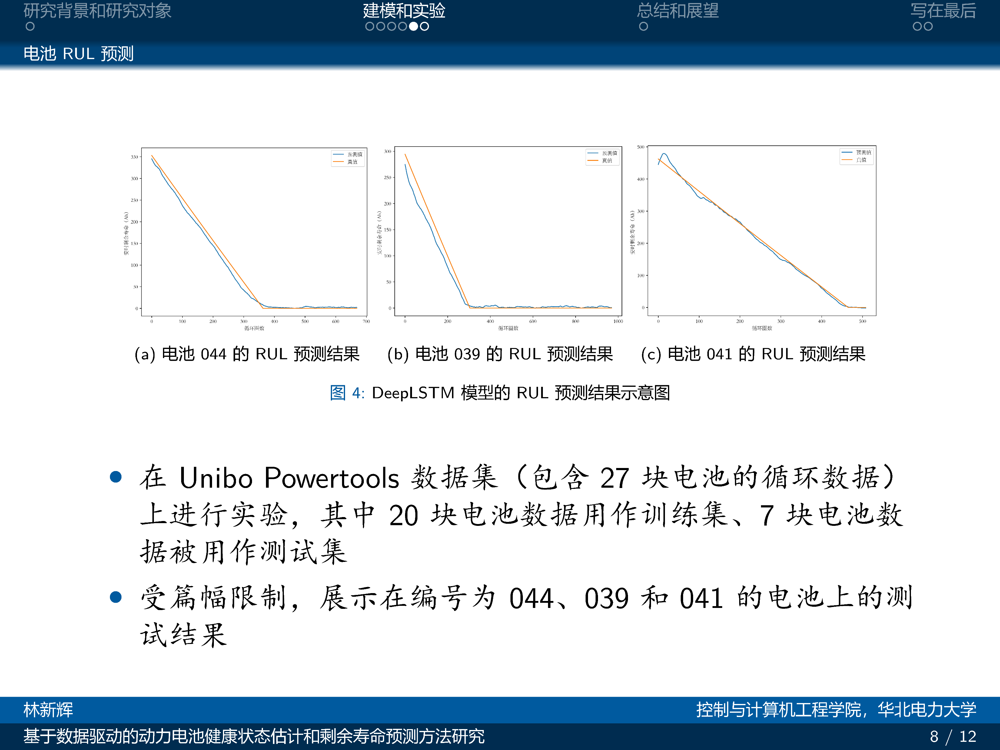 研究背景和研究对象
建模和实验
总结和展望
写在最后
电池 RUL 预测
350
300
250
200
150
100
50
0
安时剩余寿命（Ah）
0 100 200 300 400 500 600 700
循环圈数
预测值
真值
300
250
200
150
100
50
0
安时剩余寿命（Ah）
0 200 400 600 800 1000
循环圈数
预测值
真值
500
400
300
200
100
0
安时剩余寿命（Ah）
0 100 200 300 400 500
循环圈数
预测值
真值
(a) 电池 044 的 RUL 预测结果
(b) 电池 039 的 RUL 预测结果
(c) 电池 041 的 RUL 预测结果
图 4: DeepLSTM 模型的 RUL 预测结果示意图
在 Unibo Powertools 数据集（包含 27 块电池的循环数据）
上进行实验，其中 20 块电池数据用作训练集、7 块电池数
据被用作测试集
受篇幅限制，展示在编号为 044、039 和 041 的电池上的测
试结果
林新辉
控制与计算机工程学院，华北电力大学
基于数据驱动的动力电池健康状态估计和剩余寿命预测方法研究
8 / 12